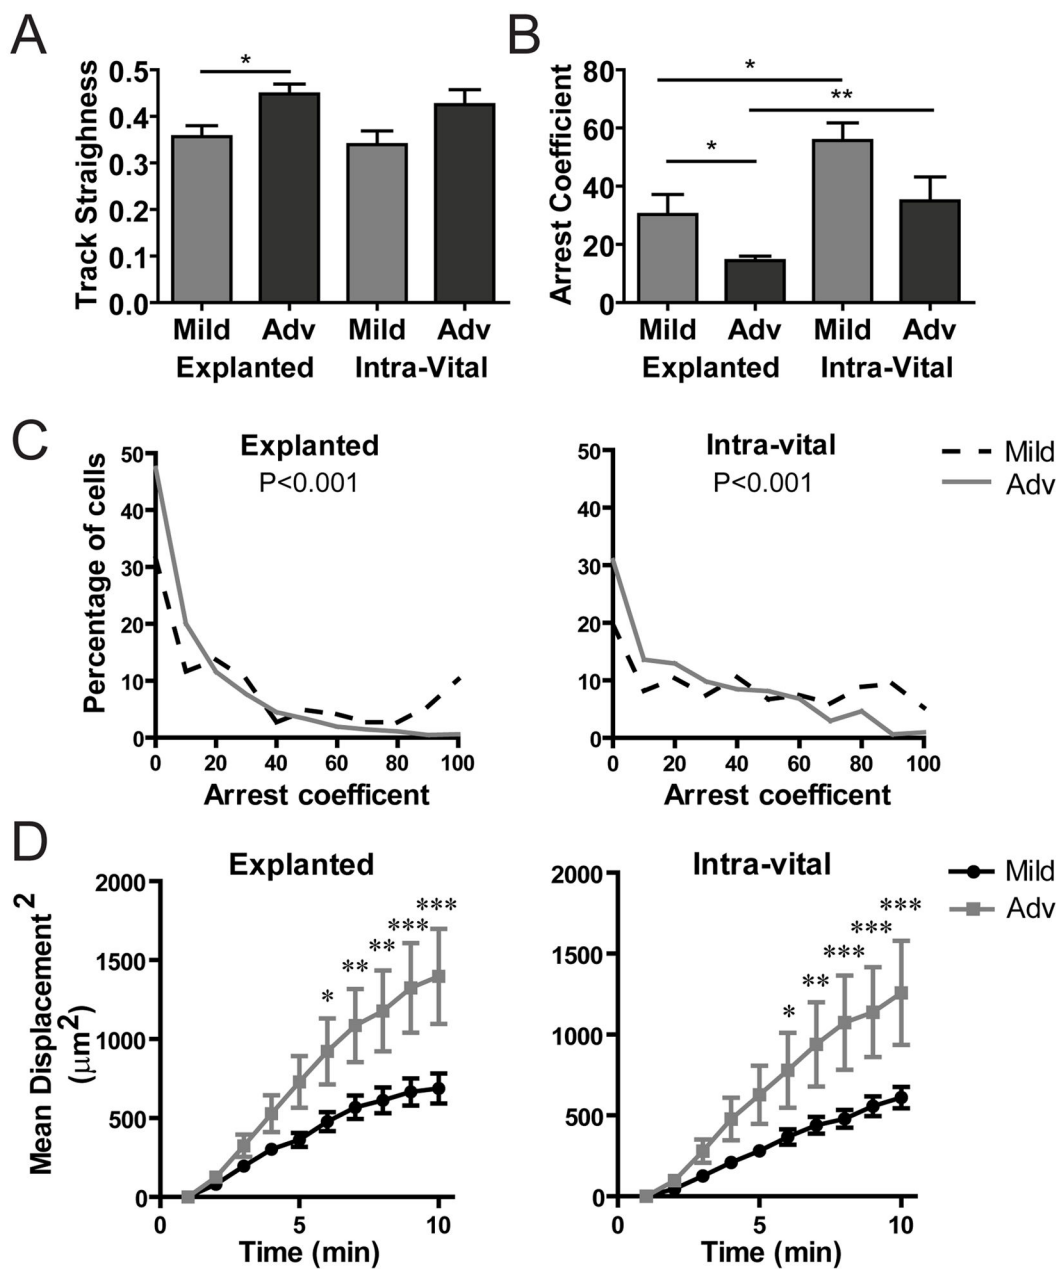 A
B
Track Straighness
0.5
0.4
0.3
0.2
0.1
0.0
*
Mild Adv Mild Adv
Explanted Intra-Vital
Arrest Coefficient
80
60
40
20
0
*
**
*
Mild Adv Mild Adv
Explanted Intra-Vital
C
Explanted
P<0.001
Percentage of cells
50
40
30
20
10
0
0 20 40 60 80 100
Arrest coefficent
Intra-vital
P<0.001
50
40
30
20
10
0
0 20 40 60 80 100
Arrest coefficent
Mild
Adv
D
Explanted
Mean Displacement²
(μm²)
2000
1500
1000
500
0
* ** ** *** ***
0 5 10
Time (min)
Intra-vital
2000
1500
1000
500
0
* ** *** *** ***
0 5 10
Time (min)
Mild
Adv